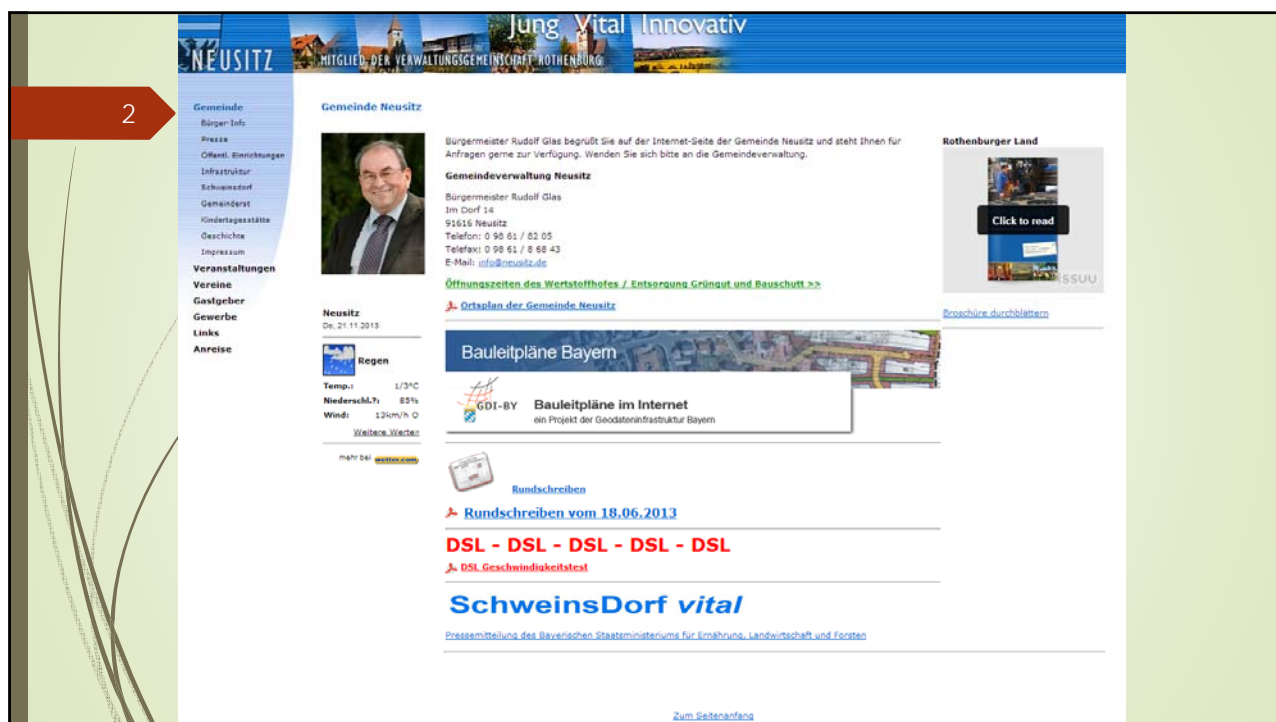 Jung Vital Innovativ
NEUSITZ
MITGLIED DER VERWALTUNGSGEMEINSCHAFT ROTHENBURG
2
Gemeinde
Bürger-Info
Presse
Öffentl. Einrichtungen
Infrastruktur
Schweinsdorf
Gemeinderat
Kindertagesstätte
Geschichte
Impressum
Veranstaltungen
Vereine
Gastgeber
Gewerbe
Links
Anreise
Gemeinde Neusitz
Neusitz
Do, 21.11.2013
Regen
Temp.: 1/3°C
Niederschl.?: 85%
Wind: 13km/h O
Weitere Werte»
mehr bei wetter.com
Bürgermeister Rudolf Glas begrüßt Sie auf der Internet-Seite der Gemeinde Neusitz und steht Ihnen für
Anfragen gerne zur Verfügung. Wenden Sie sich bitte an die Gemeindeverwaltung.
Gemeindeverwaltung Neusitz
Bürgermeister Rudolf Glas
Im Dorf 14
91616 Neusitz
Telefon: 0 98 61 / 82 05
Telefax: 0 98 61 / 8 68 43
E-Mail: info@neusitz.de
Öffnungszeiten des Wertstoffhofes / Entsorgung Grüngut und Bauschutt >>
Ortsplan der Gemeinde Neusitz
Bauleitpläne Bayern
GDI-BY
Bauleitpläne im Internet
ein Projekt der Geodateninfrastruktur Bayern
Rundschreiben
Rundschreiben vom 18.06.2013
DSL - DSL - DSL - DSL - DSL
DSL Geschwindigkeitstest
SchweinsDorf vital
Pressemitteilung des Bayerischen Staatsministeriums für Ernährung, Landwirtschaft und Forsten
Zum Seitenanfang
Rothenburger Land
Click to read
ISSUU
Broschüre durchblättern